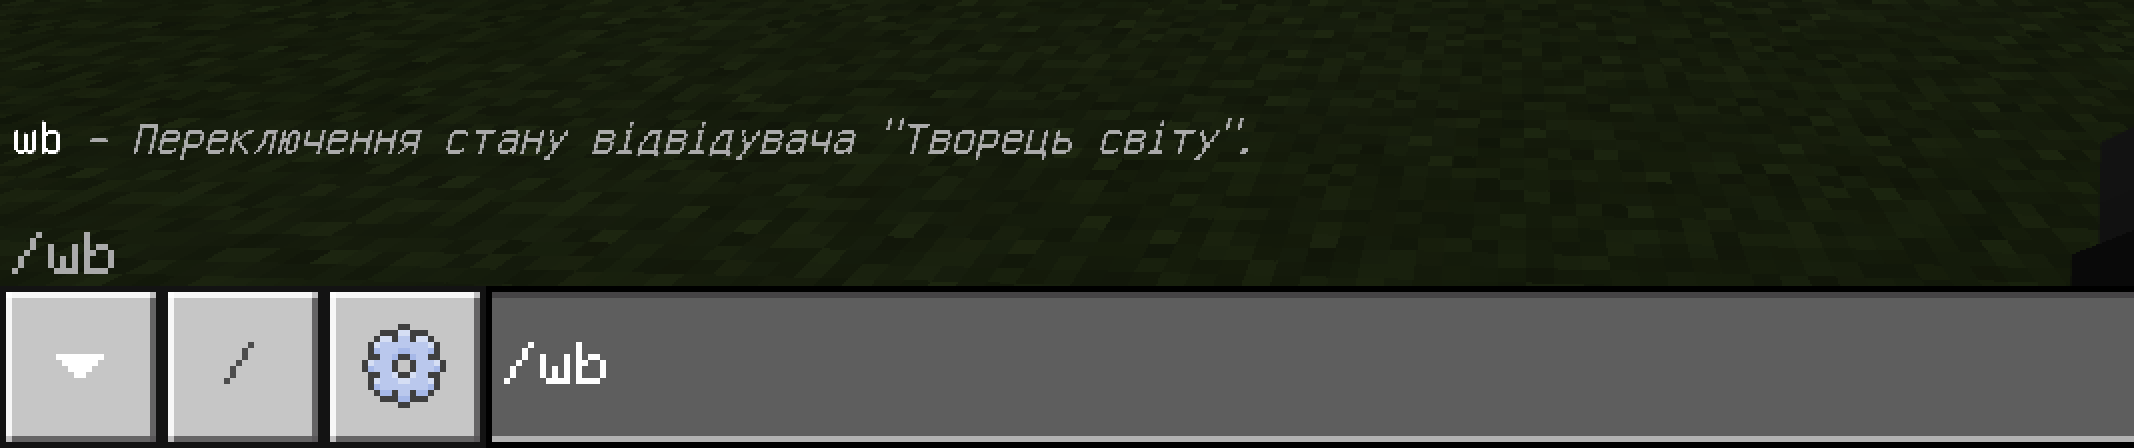 wb – Переключення стану відвідувача "Творець світу".
/wb
/
/wb